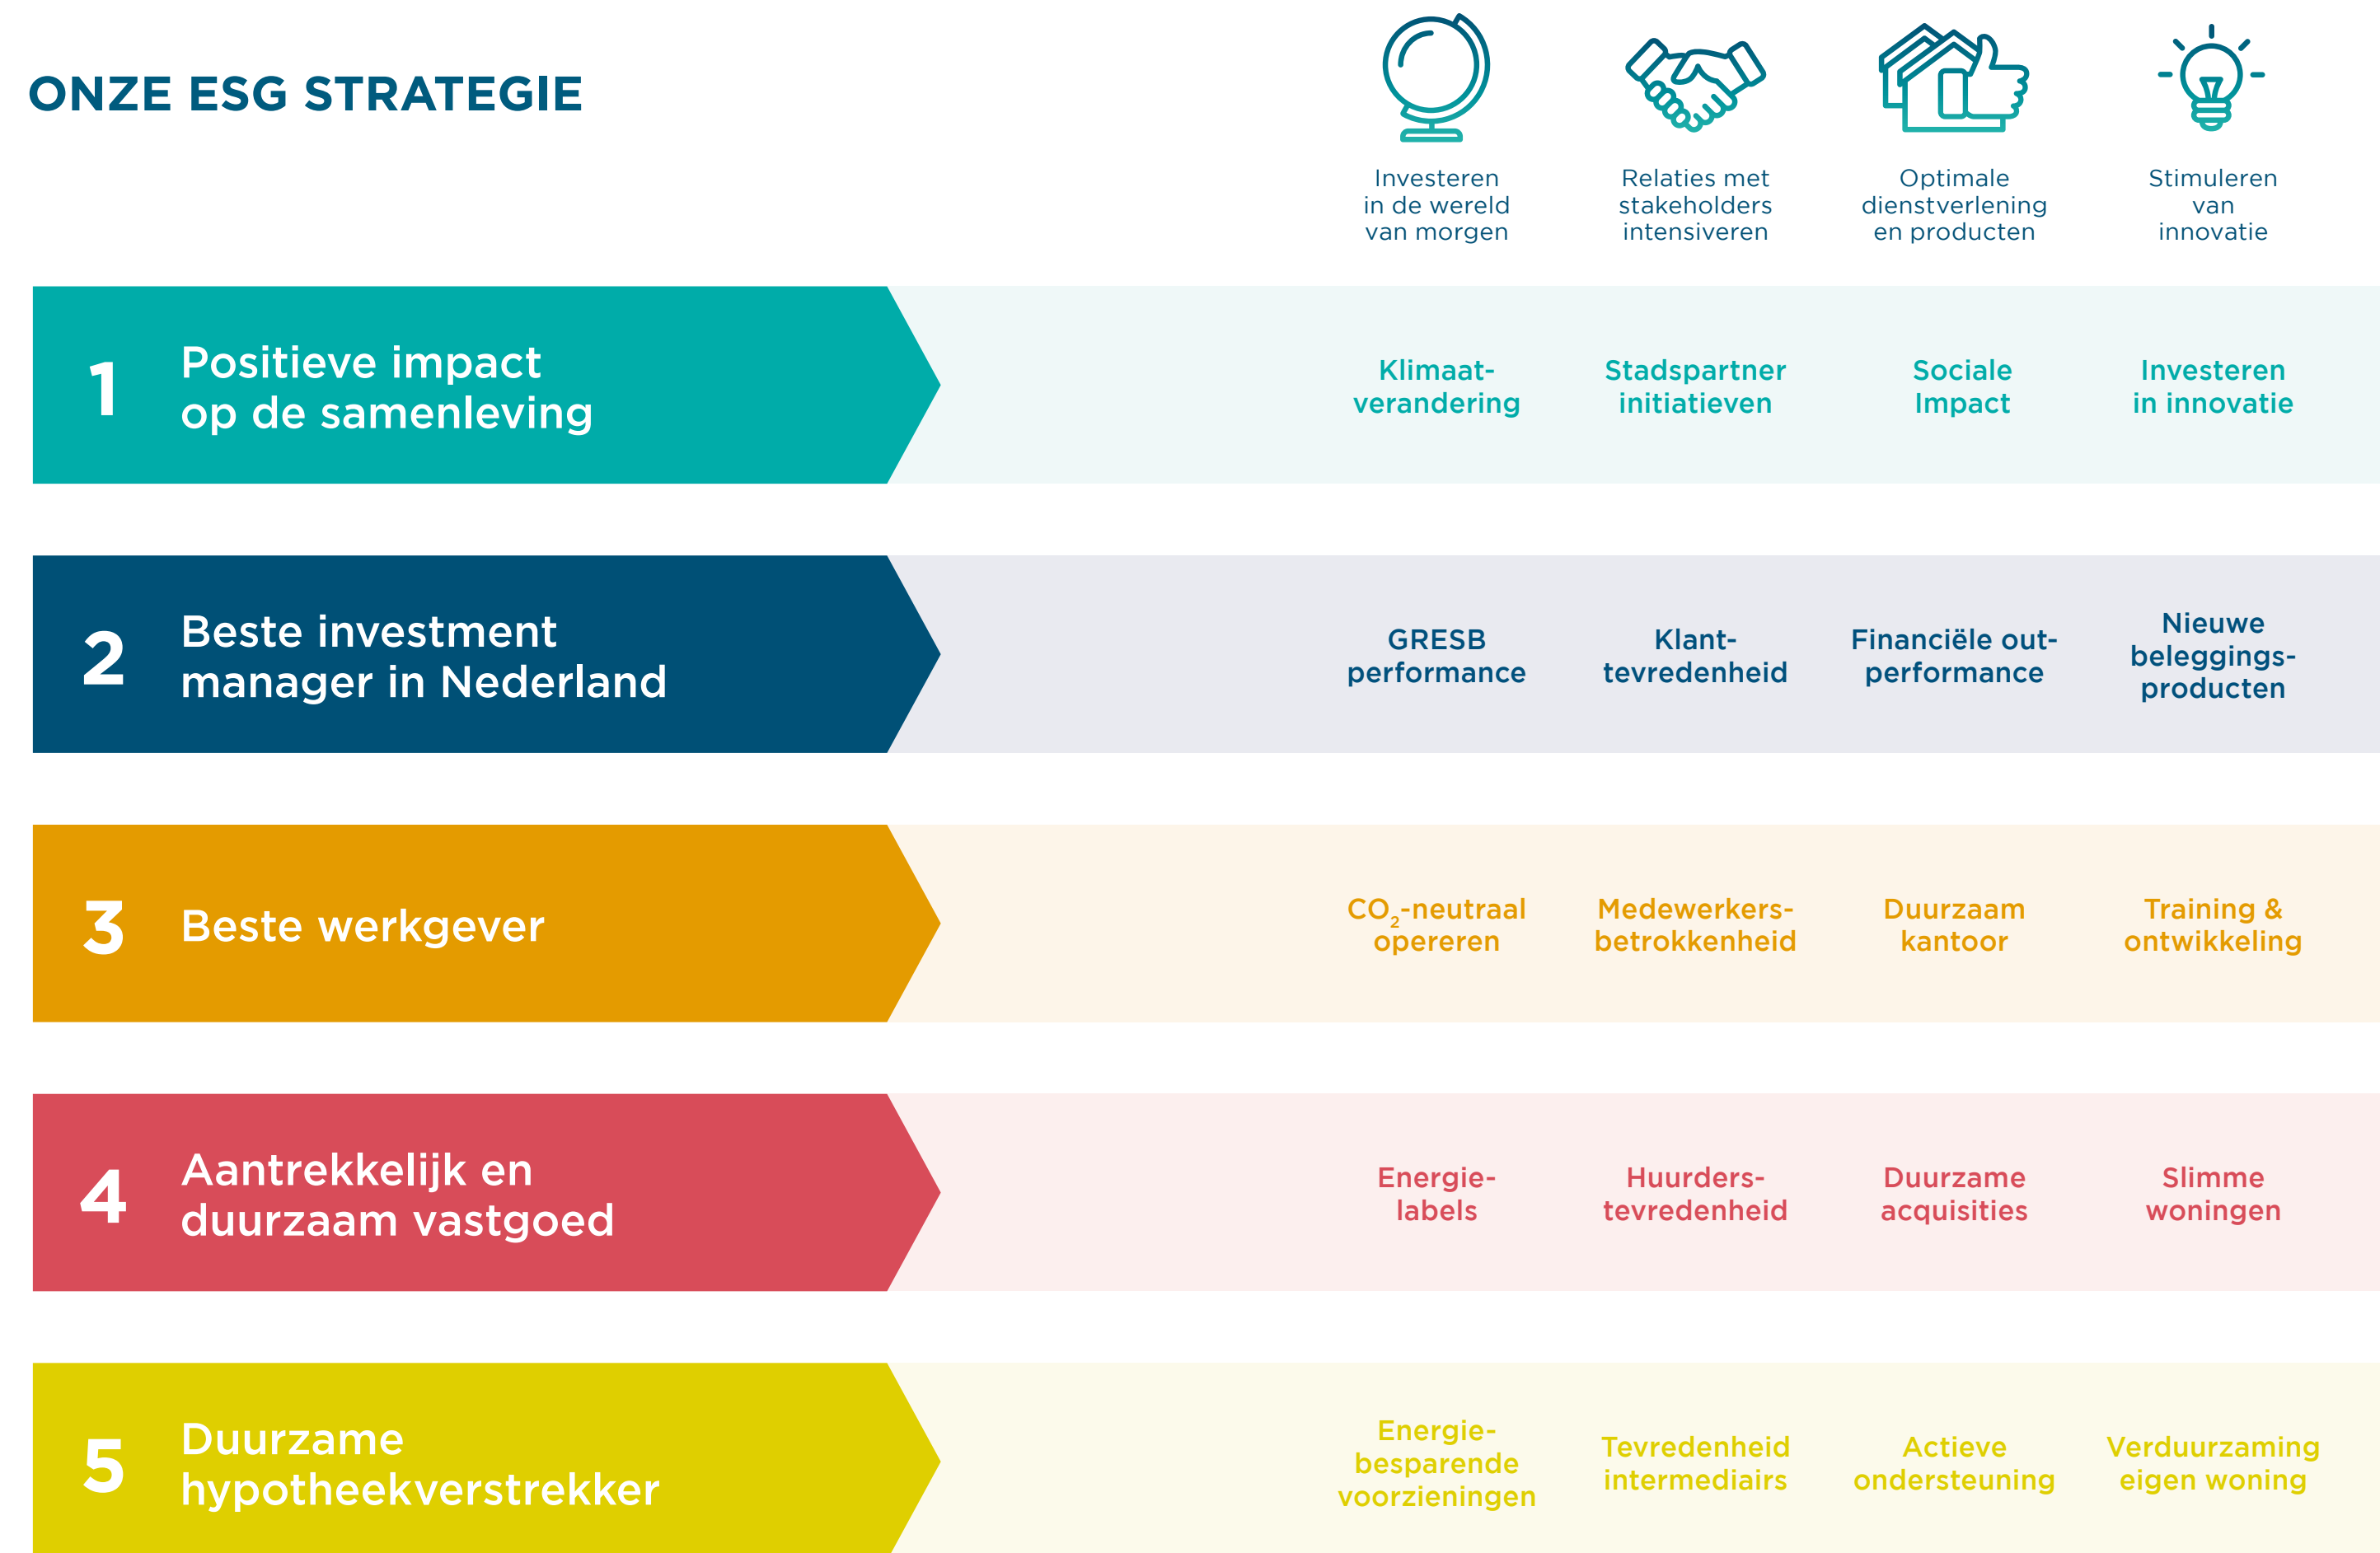 ONZE ESG STRATEGIE
Investeren
in de wereld
van morgen
Relaties met
stakeholders
intensiveren
Optimale
dienstverlening
en producten
Stimuleren
van
innovatie
1
Positieve impact
op de samenleving
Klimaat-
verandering
Stadspartner
initiatieven
Sociale
Impact
Investeren
in innovatie
2
Beste investment
manager in Nederland
GRESB
performance
Klant-
tevredenheid
Financiële out-
performance
Nieuwe
beleggings-
producten
3
Beste werkgever
CO₂-neutraal
opereren
Medewerkers-
betrokkenheid
Duurzaam
kantoor
Training &
ontwikkeling
4
Aantrekkelijk en
duurzaam vastgoed
Energie-
labels
Huurders-
tevredenheid
Duurzame
acquisities
Slimme
woningen
5
Duurzame
hypotheekverstrekker
Energie-
besparende
voorzieningen
Tevredenheid
intermediairs
Actieve
ondersteuning
Verduurzaming
eigen woning